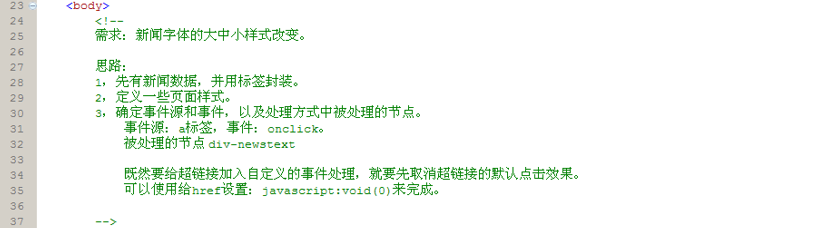 23 <body>
24 <!--
25 需求：新闻字体的大中小样式改变。
26
27 思路：
28 1，先有新闻数据，并用标签封装。
29 2，定义一些页面样式。
30 3，确定事件源和事件，以及处理方式中被处理的节点。
31 事件源：a标签，事件：onclick。
32 被处理的节点 div-newstext
33
34 既然要给超链接加入自定义的事件处理，就要先取消超链接的默认点击效果。
35 可以使用给href设置：javascript:void(0)来完成。
36
37 -->